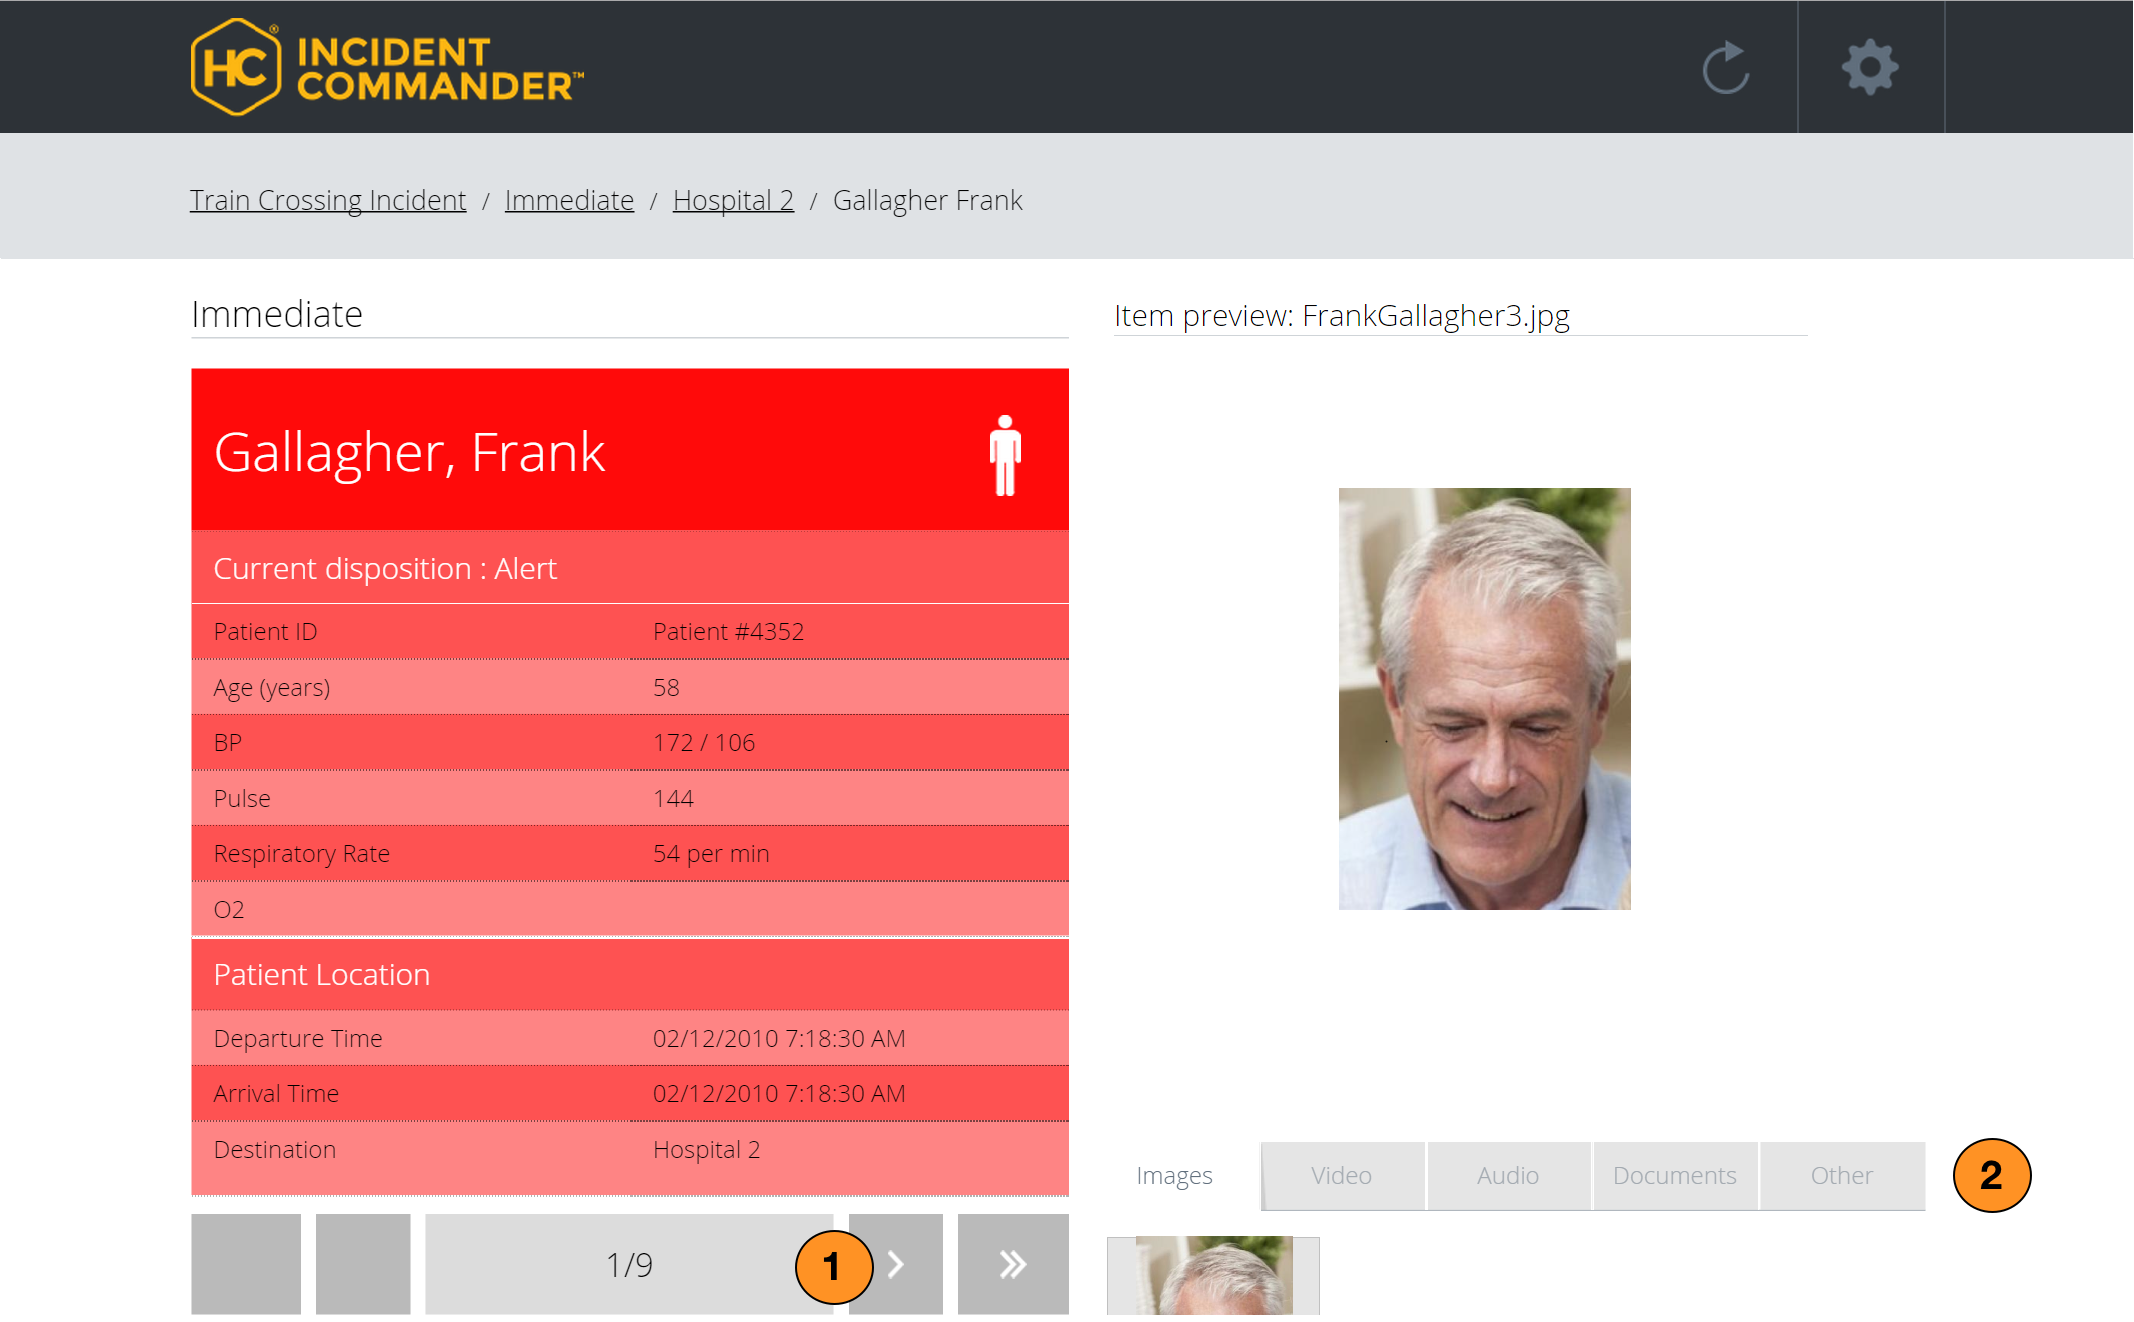 HC® INCIDENT
COMMANDER™
Train Crossing Incident / Immediate / Hospital 2 / Gallagher Frank
Immediate
Item preview: FrankGallagher3.jpg
Gallagher, Frank
Current disposition : Alert
Patient ID Patient #4352
Age (years) 58
BP 172 / 106
Pulse 144
Respiratory Rate 54 per min
O2
Patient Location
Departure Time 02/12/2010 7:18:30 AM
Arrival Time 02/12/2010 7:18:30 AM
Destination Hospital 2
Images Video Audio Documents Other 2
1/9 1